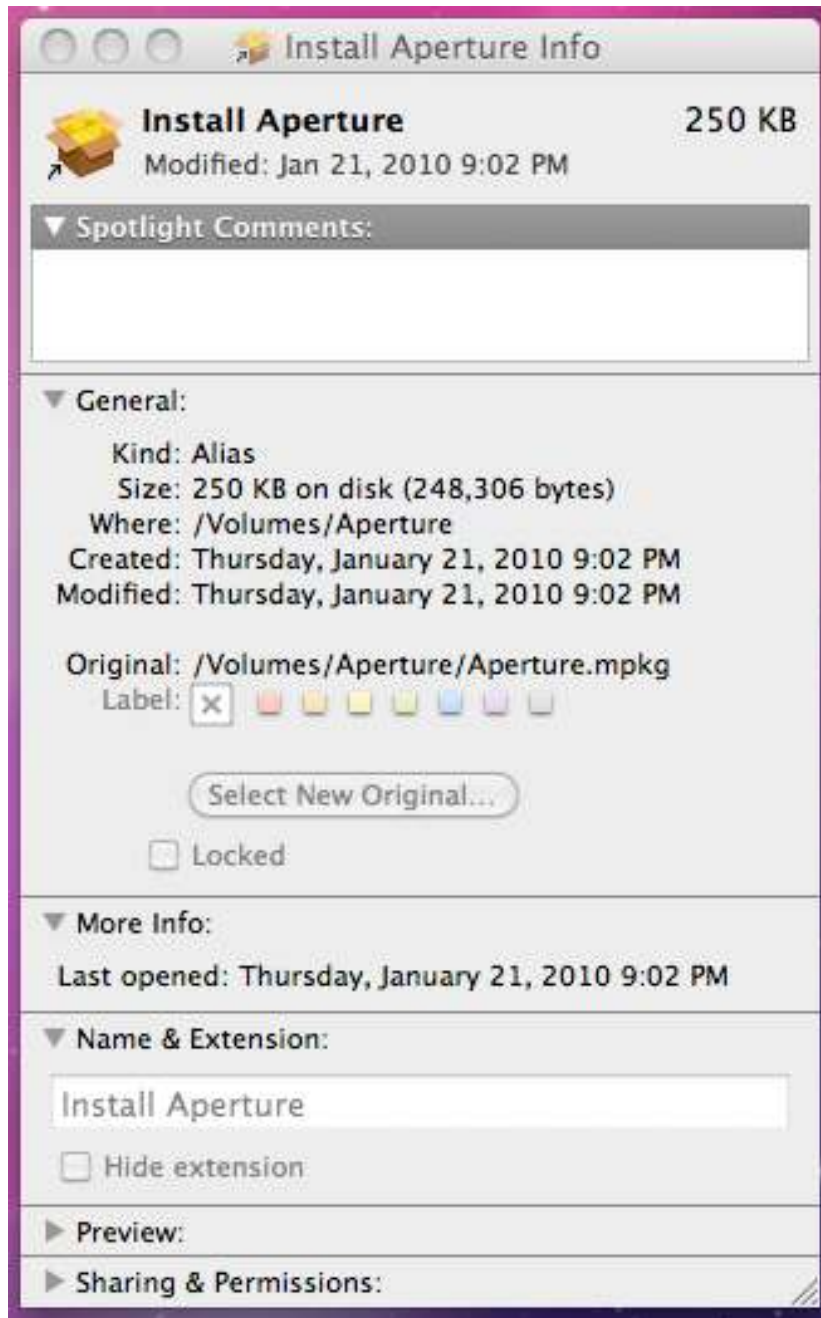 Install Aperture Info
Install Aperture 250 KB
Modified: Jan 21, 2010 9:02 PM
Spotlight Comments:
General:
Kind: Alias
Size: 250 KB on disk (248,306 bytes)
Where: /Volumes/Aperture
Created: Thursday, January 21, 2010 9:02 PM
Modified: Thursday, January 21, 2010 9:02 PM
Original: /Volumes/Aperture/Aperture.mpkg
Label:
Select New Original...
Locked
More Info:
Last opened: Thursday, January 21, 2010 9:02 PM
Name & Extension:
Install Aperture
Hide extension
Preview:
Sharing & Permissions: